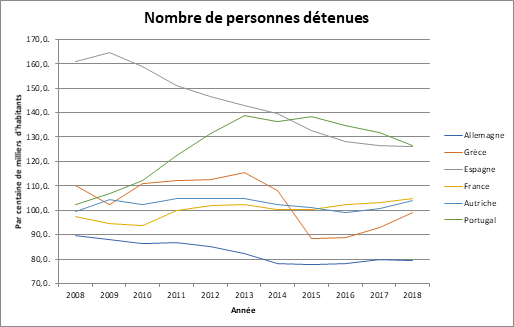 Nombre de personnes détenues
Par centaine de milliers d'habitants
170,0.
160,0.
150,0.
140,0.
130,0.
120,0.
110,0.
100,0.
90,0.
80,0.
70,0.
2008 2009 2010 2011 2012 2013 2014 2015 2016 2017 2018
Année
Allemagne
Grèce
Espagne
France
Autriche
Portugal